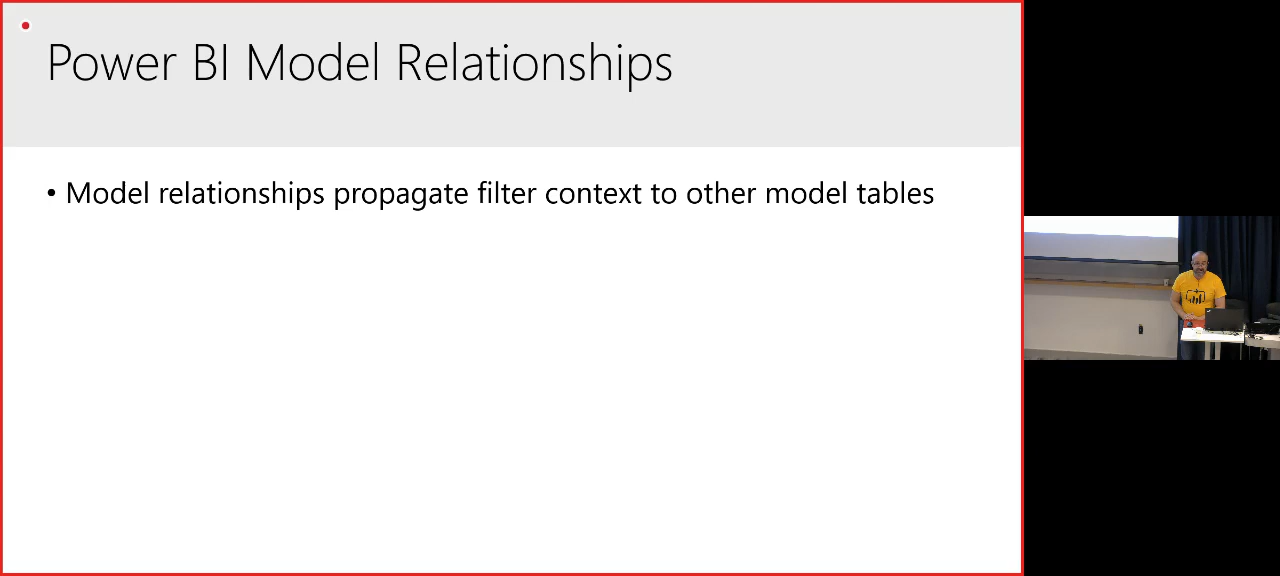 Power BI Model Relationships
• Model relationships propagate filter context to other model tables